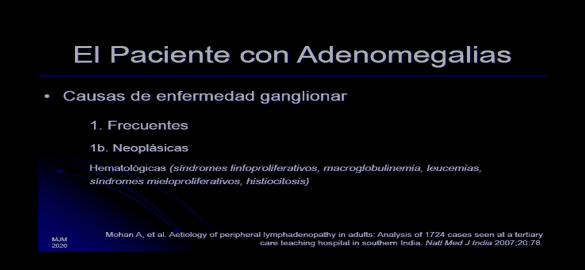 El Paciente con Adenomegalias
• Causas de enfermedad ganglionar
1. Frecuentes
1b. Neoplásicas
Hematológicas (síndromes linfoproliferativos, macroglobulinemia, leucemias,
síndromes mieloproliferativos, histiocitosis)
Mohan A, et al. Aetiology of peripheral lymphadenopathy in adults: Analysis of 1724 cases seen at a tertiary
care teaching hospital in southern India. Natl Med J India 2007;20:78.
MJM
2020